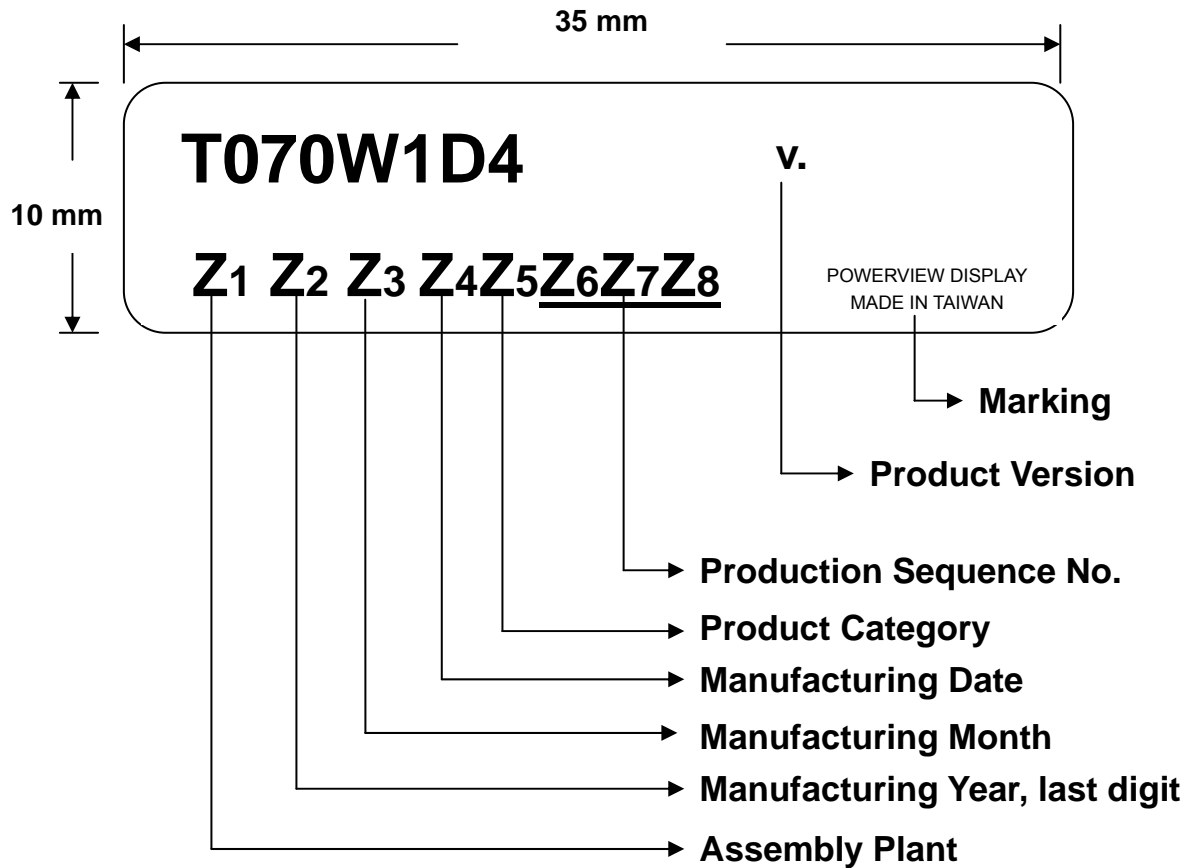 35 mm
10 mm
T070W1D4 v.
Z1 Z2 Z3 Z4Z5Z6Z7Z8
POWERVIEW DISPLAY
MADE IN TAIWAN
Marking
Product Version
Production Sequence No.
Product Category
Manufacturing Date
Manufacturing Month
Manufacturing Year, last digit
Assembly Plant